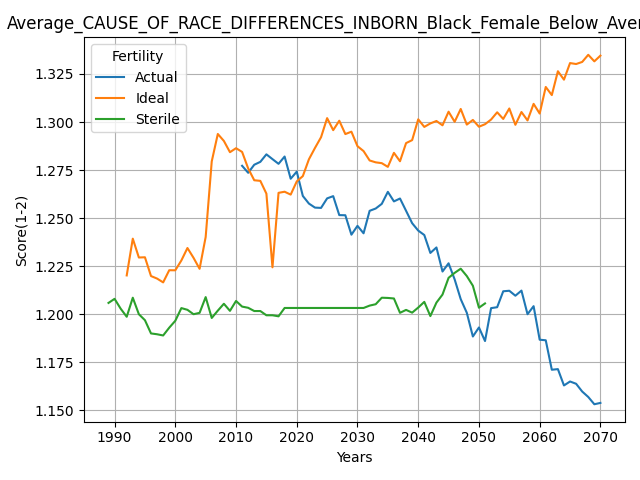 Average_CAUSE_OF_RACE_DIFFERENCES_INBORN_Black_Female_Below_Aver
Fertility
Actual
Ideal
Sterile
Score(1-2)
1.325
1.300
1.275
1.250
1.225
1.200
1.175
1.150
1990 2000 2010 2020 2030 2040 2050 2060 2070
Years